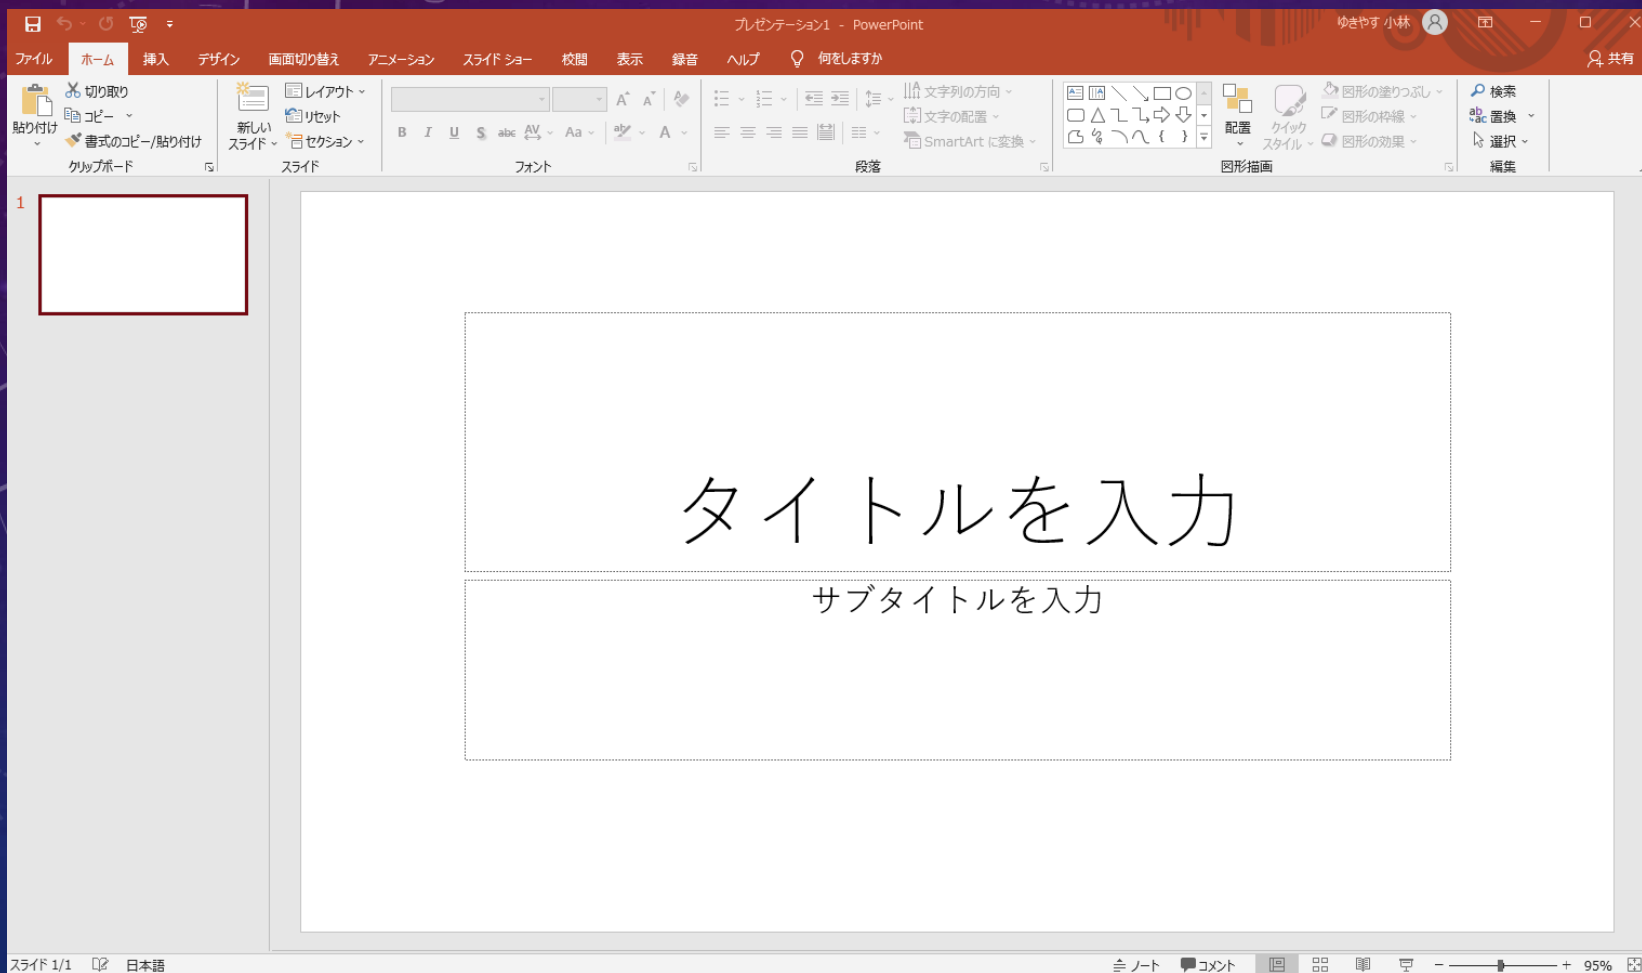 プレゼンテーション1 - PowerPoint
ゆきやす 小林
ファイル ホーム 挿入 デザイン 画面切り替え アニメーション スライド ショー 校閲 表示 録音 ヘルプ 何をしますか 共有
貼り付け
切り取り
コピー
書式のコピー/貼り付け
クリップボード
新しい
スライド
レイアウト
リセット
セクション
スライド
B I U S abc AV Aa A
フォント
文字列の方向
文字の配置
SmartArt に変換
段落
配置
クイック
スタイル
図形の塗りつぶし
図形の枠線
図形の効果
図形描画
検索
置換
選択
編集
1
タイトルを入力
サブタイトルを入力
スライド 1/1 日本語 ノート コメント 95%